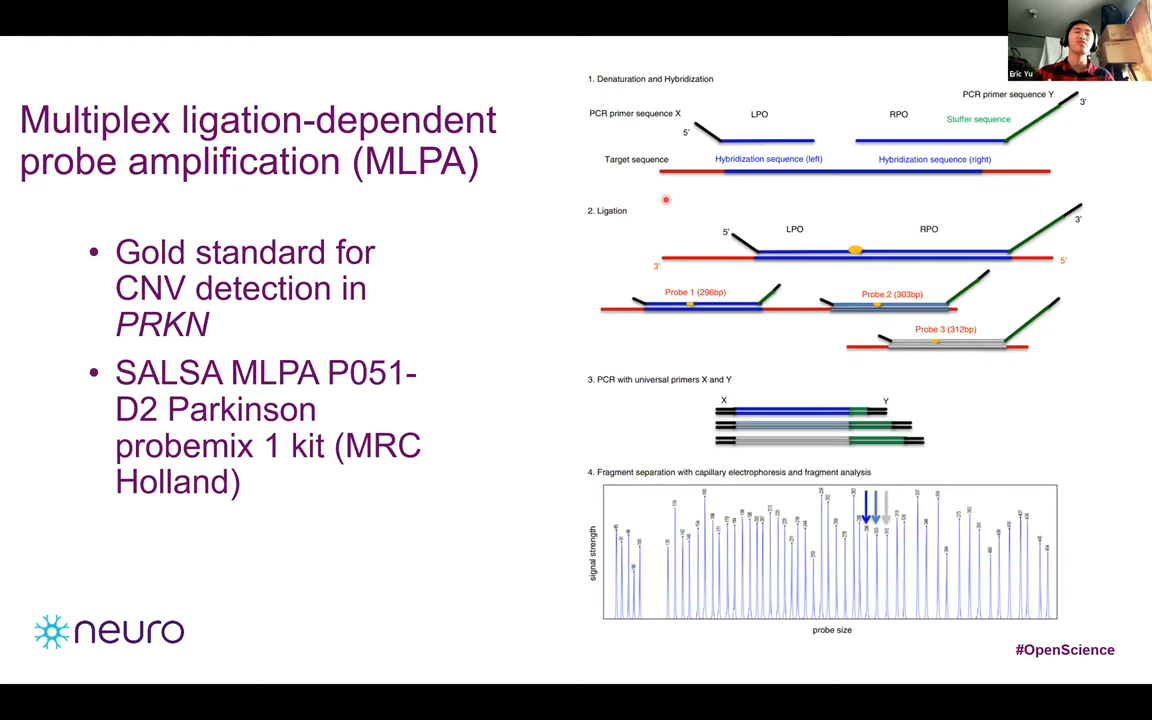 Eric Yu
Multiplex ligation-dependent
probe amplification (MLPA)
• Gold standard for
CNV detection in
PRKN
• SALSA MLPA P051-
D2 Parkinson
probemix 1 kit (MRC
Holland)
neuro
1. Denaturation and Hybridization
PCR primer sequence Y
3'
PCR primer sequence X
LPO
RPO
Stuffer sequence
5'
Target sequence
Hybridization sequence (left)
Hybridization sequence (right)
2. Ligation
3'
5'
LPO
RPO
3'
5'
Probe 1 (296bp)
Probe 2 (303bp)
Probe 3 (312bp)
3. PCR with universal primers X and Y
X
Y
4. Fragment separation with capillary electrophoresis and fragment analysis
signal strength
probe size
#OpenScience